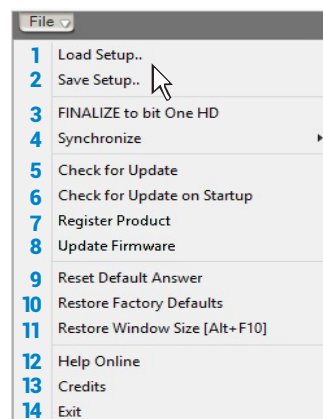 File
1 Load Setup..
2 Save Setup..
3 FINALIZE to bit One HD
4 Synchronize
5 Check for Update
6 Check for Update on Startup
7 Register Product
8 Update Firmware
9 Reset Default Answer
10 Restore Factory Defaults
11 Restore Window Size [Alt+F10]
12 Help Online
13 Credits
14 Exit